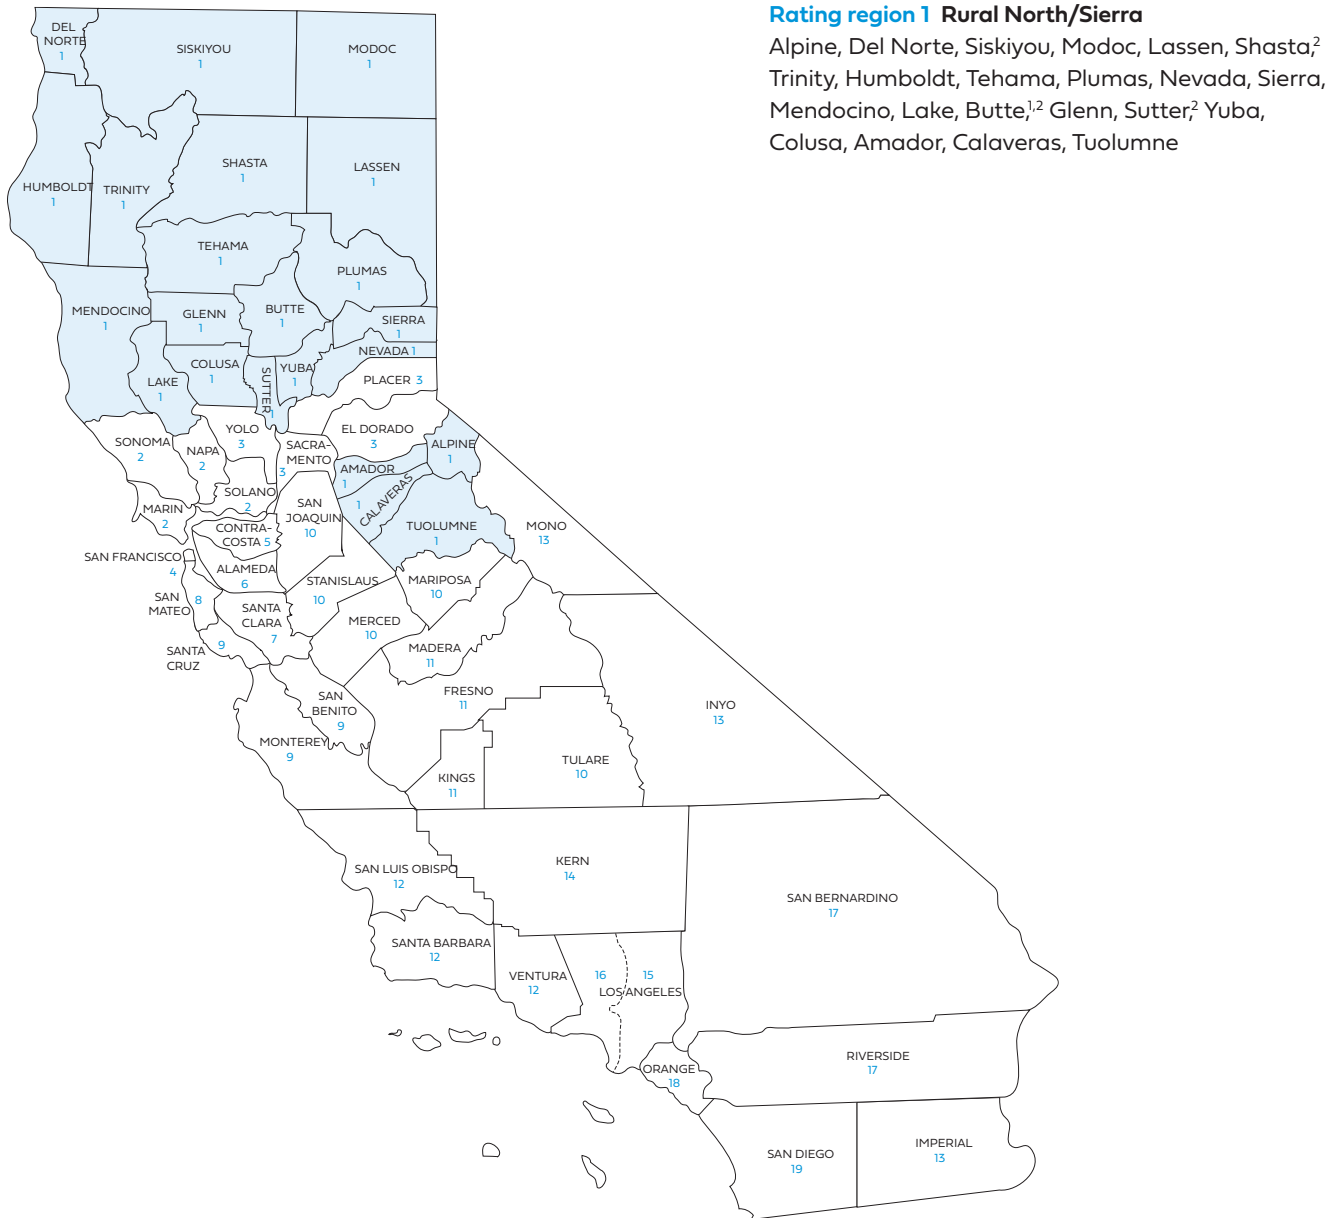 Rating region 1 Rural North/Sierra
Alpine, Del Norte, Siskiyou, Modoc, Lassen, Shasta,2
Trinity, Humboldt, Tehama, Plumas, Nevada, Sierra,
Mendocino, Lake, Butte,1,2 Glenn, Sutter,2 Yuba,
Colusa, Amador, Calaveras, Tuolumne
DEL
NORTE
1
SISKIYOU
1
MODOC
1
SHASTA
1
LASSEN
1
HUMBOLDT
1
TRINITY
1
TEHAMA
1
PLUMAS
1
MENDOCINO
1
GLENN
1
BUTTE
1
SIERRA
1
NEVADA 1
COLUSA
1
SUTTER
1
YUBA
1
PLACER 3
LAKE
1
SONOMA
2
NAPA
2
YOLO
3
SACRA-
MENTO
3
EL DORADO
3
ALPINE
1
AMADOR
1
CALAVERAS
1
SOLANO
2
MARIN
2
SAN
JOAQUIN
10
CONTRA-
COSTA 5
TUOLUMNE
1
MONO
13
SAN FRANCISCO
4
ALAMEDA
6
STANISLAUS
10
MARIPOSA
10
SAN
MATEO
8
SANTA
CLARA
7
MERCED
10
SANTA
CRUZ
9
MADERA
11
FRESNO
11
SAN
BENITO
9
INYO
13
MONTEREY
9
KINGS
11
TULARE
10
SAN LUIS OBISPO
12
KERN
14
SAN BERNARDINO
17
SANTA BARBARA
12
VENTURA
12
16
15
LOS ANGELES
ORANGE
18
RIVERSIDE
17
SAN DIEGO
19
IMPERIAL
13